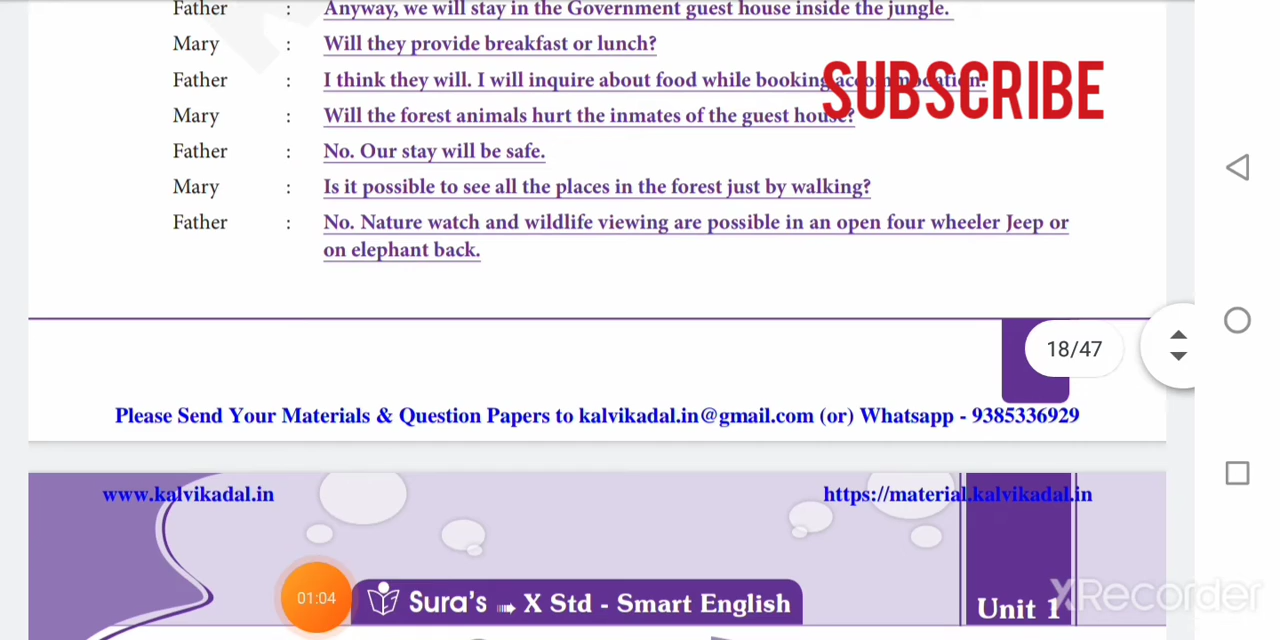 Father : Anyway, we will stay in the Government guest house inside the jungle.
Mary : Will they provide breakfast or lunch?
Father : I think they will. I will inquire about food while booking accommodation.
SUBSCRIBE
Mary : Will the forest animals hurt the inmates of the guest house?
Father : No. Our stay will be safe.
Mary : Is it possible to see all the places in the forest just by walking?
Father : No. Nature watch and wildlife viewing are possible in an open four wheeler Jeep or
on elephant back.
18/47
Please Send Your Materials & Question Papers to kalvikadal.in@gmail.com (or) Whatsapp - 9385336929
www.kalvikadal.in https://material.kalvikadal.in
01:04
Sura's ➟ X Std - Smart English
Unit 1
XRecorder